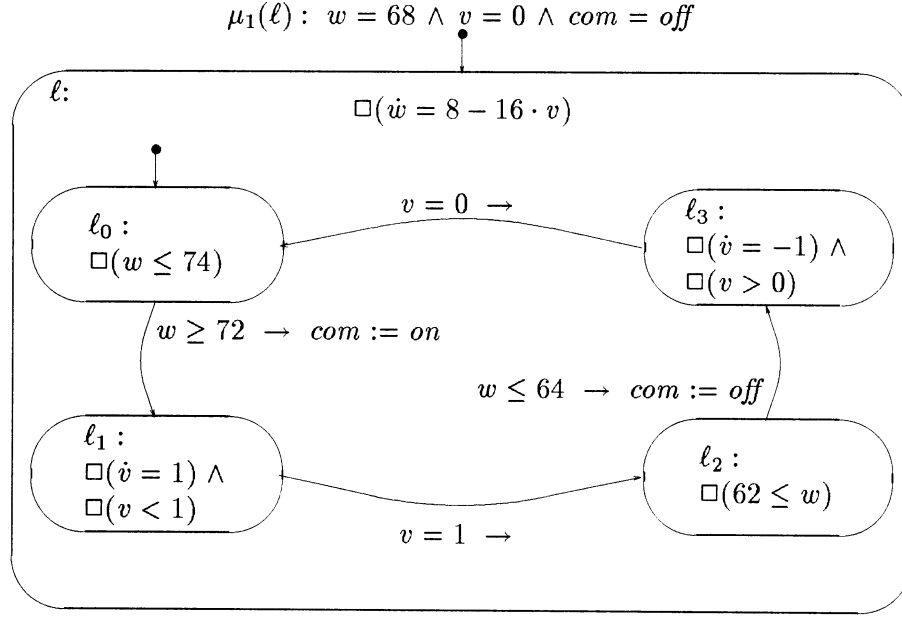 μ₁(ℓ) : w = 68 ∧ v = 0 ∧ com = off
ℓ:
□(ẇ = 8 − 16 · v)
v = 0 →
ℓ₀ :
□(w ≤ 74)
ℓ₃ :
□(v̇ = −1) ∧
□(v > 0)
w ≥ 72 → com := on
w ≤ 64 → com := off
ℓ₁ :
□(v̇ = 1) ∧
□(v < 1)
ℓ₂ :
□(62 ≤ w)
v = 1 →